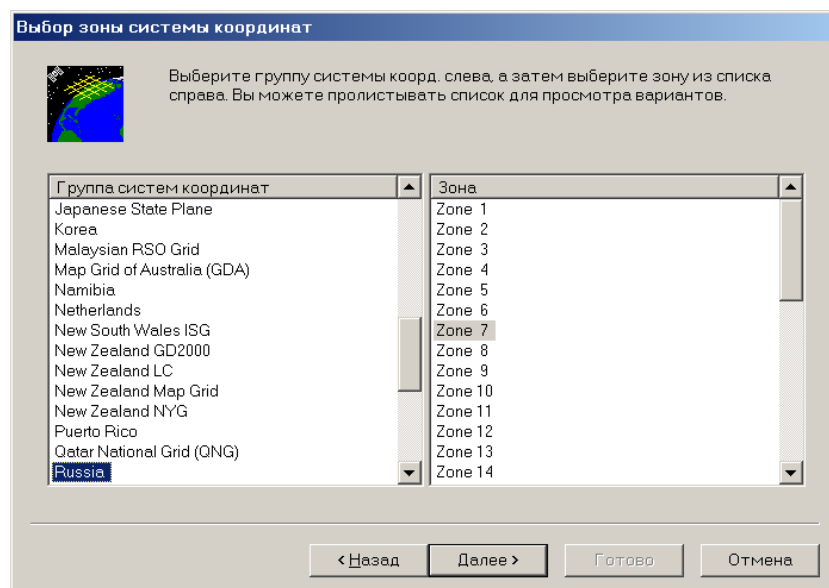 Выбор зоны системы координат
Выберите группу системы коорд. слева, а затем выберите зону из списка
справа. Вы можете пролистывать список для просмотра вариантов.
Группа систем координат
Japanese State Plane
Korea
Malaysian RSO Grid
Map Grid of Australia (GDA)
Namibia
Netherlands
New South Wales ISG
New Zealand GD2000
New Zealand LC
New Zealand Map Grid
New Zealand NYG
Puerto Rico
Qatar National Grid (QNG)
Russia
Зона
Zone 1
Zone 2
Zone 3
Zone 4
Zone 5
Zone 6
Zone 7
Zone 8
Zone 9
Zone 10
Zone 11
Zone 12
Zone 13
Zone 14
< Назад
Далее >
Готово
Отмена